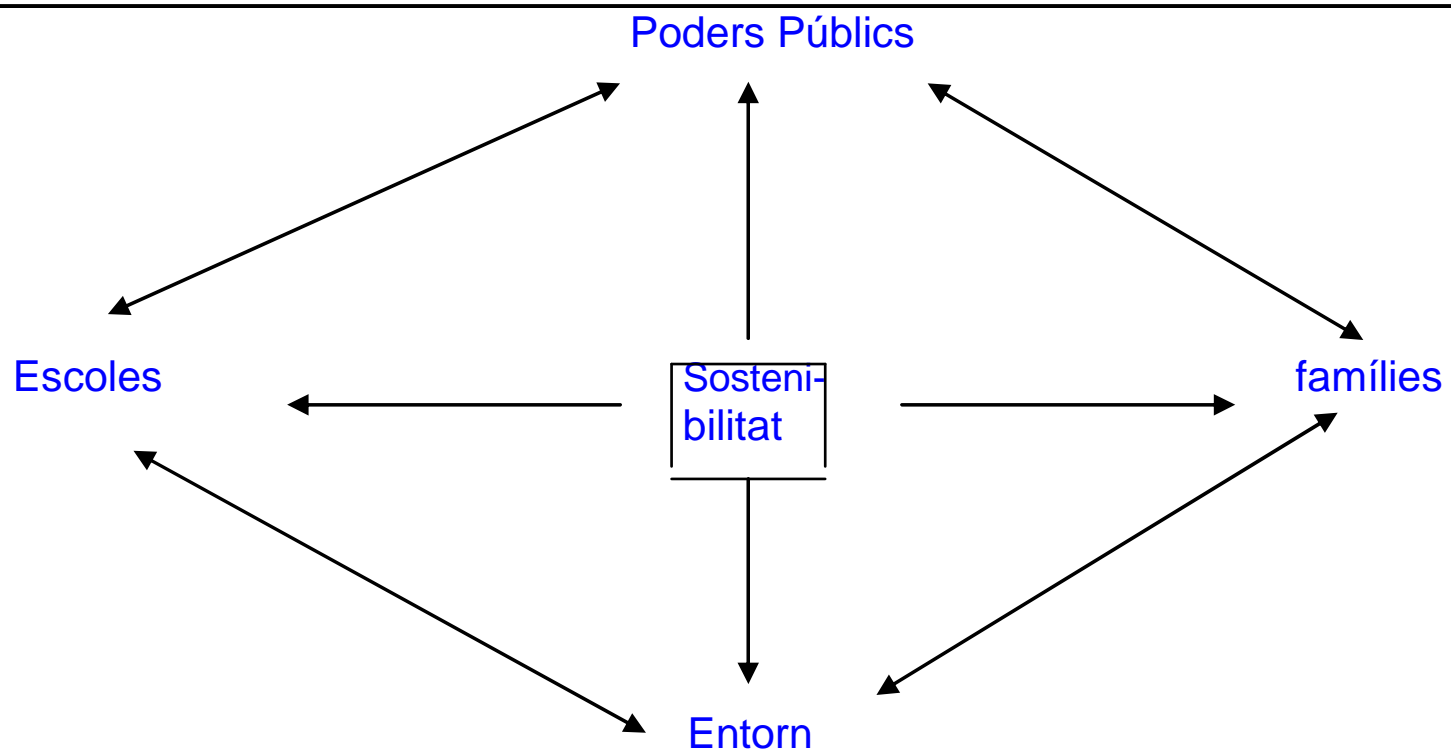 Poders Públics
Escoles
Sosteni-
bilitat
famílies
Entorn